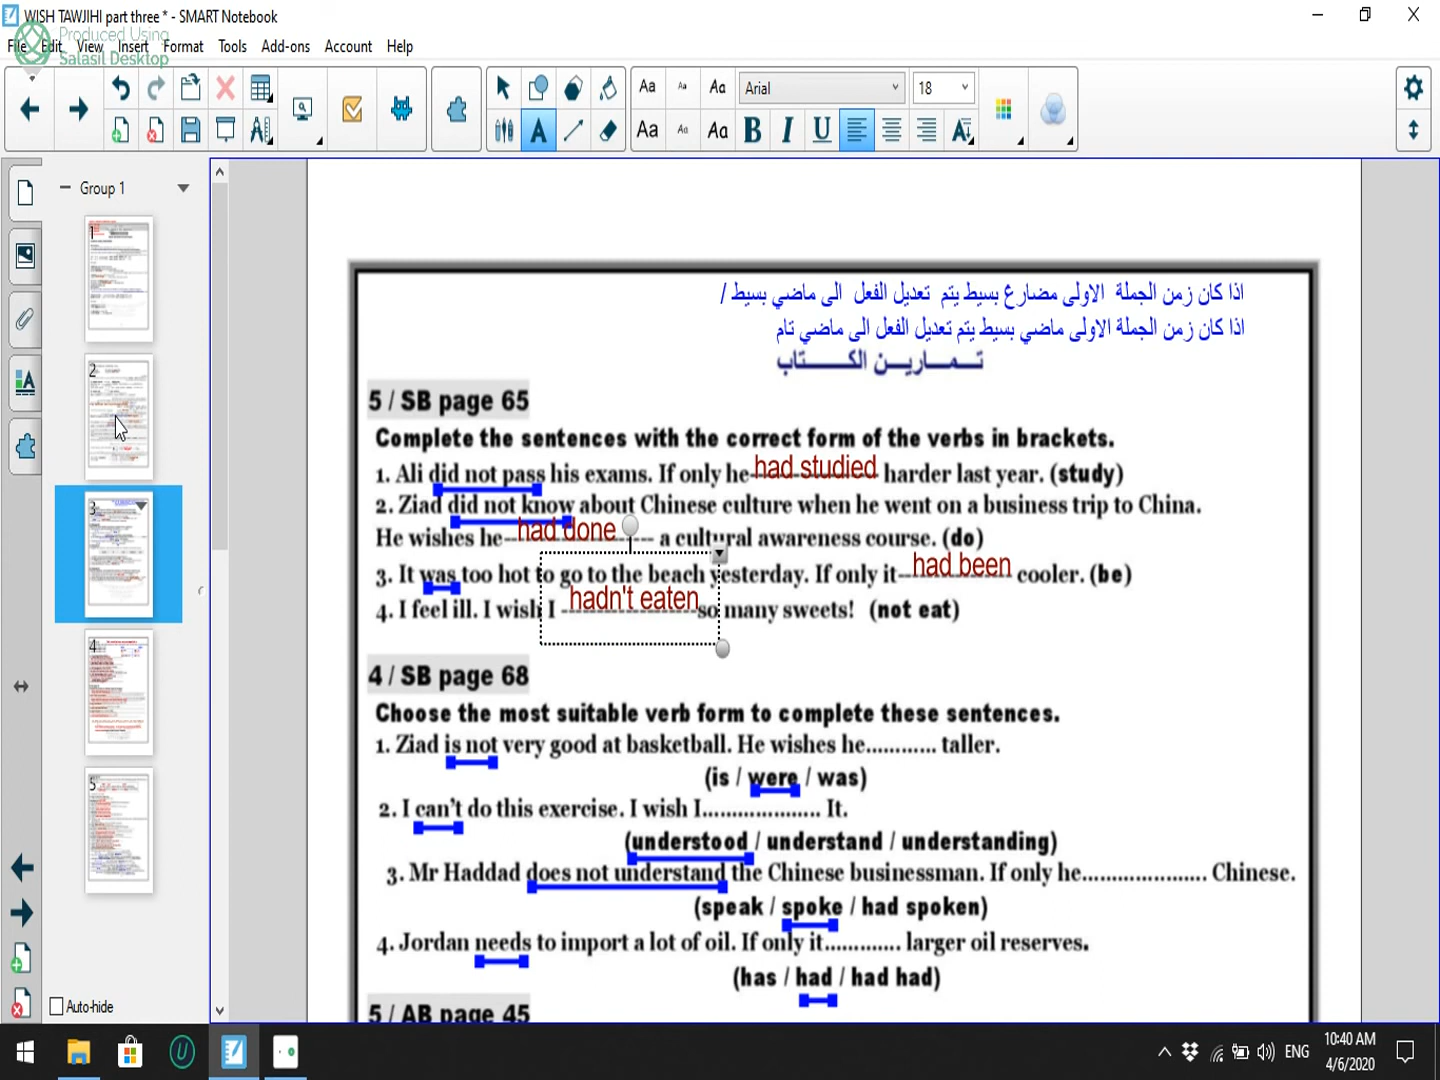 WISH TAWJIHI part three * - SMART Notebook
Produced Using
Salasil Desktop
File Edit View Insert Format Tools Add-ons Account Help
Aa Aa Aa Arial 18
Aa Aa Aa B I U A
Group 1
1
2
3
4
5
اذا كان زمن الجملة الاولى مضارع بسيط يتم تعديل الفعل الى ماضي بسيط /
اذا كان زمن الجملة الاولى ماضي بسيط يتم تعديل الفعل الى ماضي تام
تـمـاريـن الكـتاب
5 / SB page 65
Complete the sentences with the correct form of the verbs in brackets.
1. Ali did not pass his exams. If only he had studied harder last year. (study)
2. Ziad did not know about Chinese culture when he went on a business trip to China.
He wishes he------had done------ a cultural awareness course. (do)
3. It was too hot to go to the beach yesterday. If only it-had been cooler. (be)
4. I feel ill. I wish I hadn't eaten so many sweets! (not eat)
4 / SB page 68
Choose the most suitable verb form to complete these sentences.
1. Ziad is not very good at basketball. He wishes he............ taller.
(is / were / was)
2. I can't do this exercise. I wish I.................... It.
(understood / understand / understanding)
3. Mr Haddad does not understand the Chinese businessman. If only he..................... Chinese.
(speak / spoke / had spoken)
4. Jordan needs to import a lot of oil. If only it............. larger oil reserves.
(has / had / had had)
5 / AB page 45
Auto-hide
ENG
10:40 AM
4/6/2020